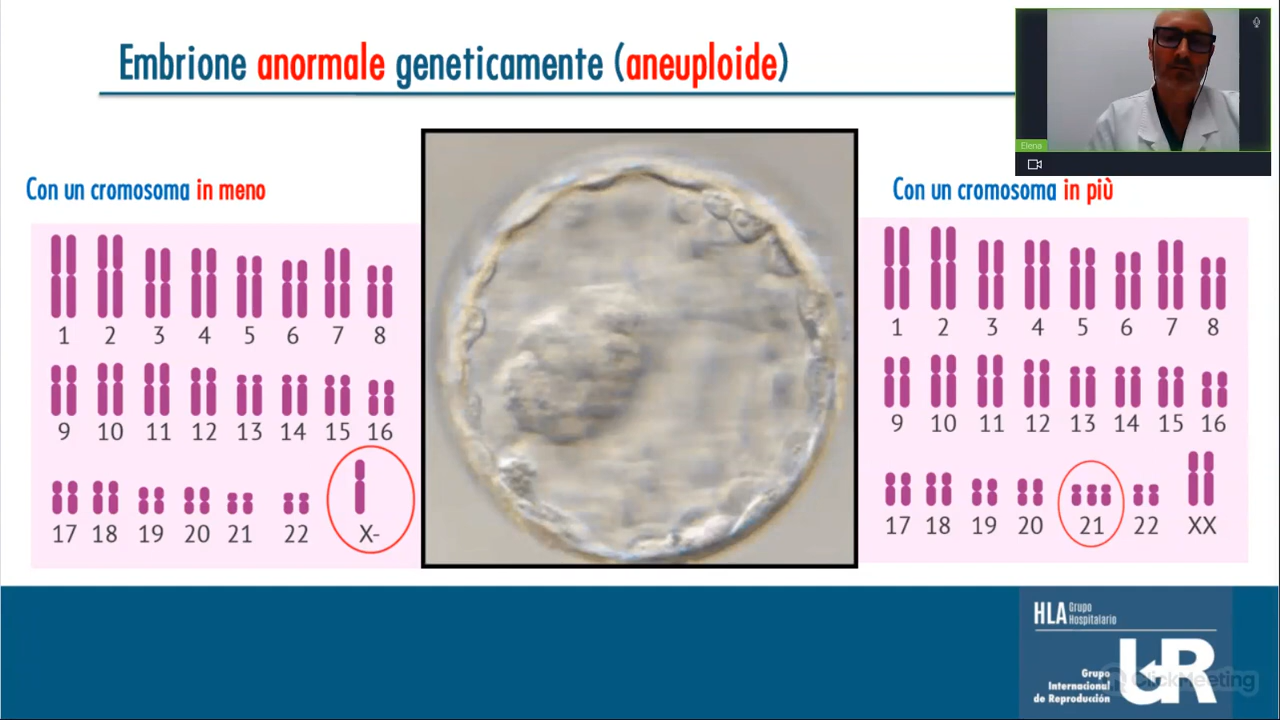 Embrione anormale geneticamente (aneuploide)
Elena
Con un cromosoma in meno
1 2 3 4 5 6 7 8
9 10 11 12 13 14 15 16
17 18 19 20 21 22 X-
Con un cromosoma in più
1 2 3 4 5 6 7 8
9 10 11 12 13 14 15 16
17 18 19 20 21 22 XX
HLA Grupo
Hospitalario
UR
Grupo
Internacional
de Reproducción
ClickMeeting